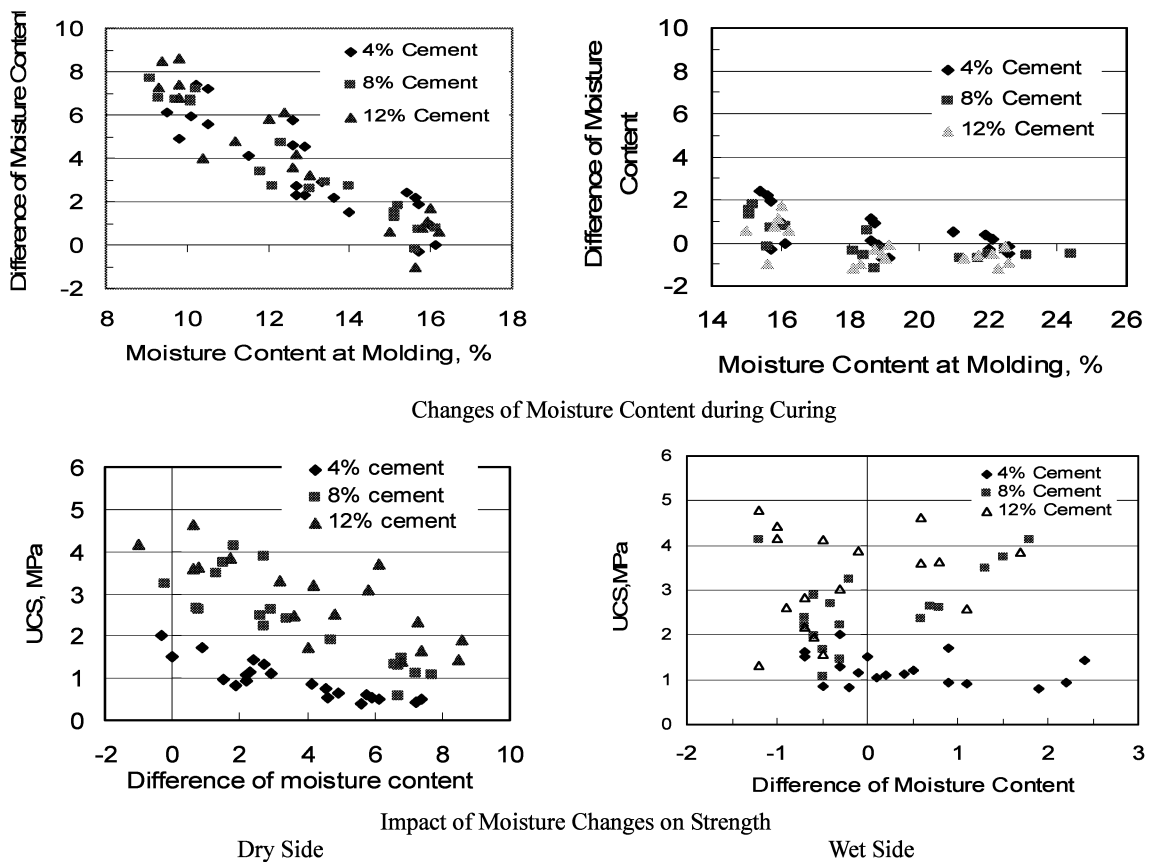 Difference of Moisture Content
10
8
6
4
2
0
-2
4% Cement
8% Cement
12% Cement
8 10 12 14 16 18
Moisture Content at Molding, %
Difference of Moisture
Content
10
8
6
4
2
0
-2
4% Cement
8% Cement
12% Cement
14 16 18 20 22 24 26
Moisture Content at Molding, %
Changes of Moisture Content during Curing
UCS, MPa
6
5
4
3
2
1
0
4% cement
8% cement
12% cement
-2 0 2 4 6 8 10
Difference of moisture content
UCS,MPa
6
5
4
3
2
1
0
4% Cement
8% Cement
12% Cement
-2 -1 0 1 2 3
Difference of Moisture Content
Impact of Moisture Changes on Strength
Dry Side
Wet Side